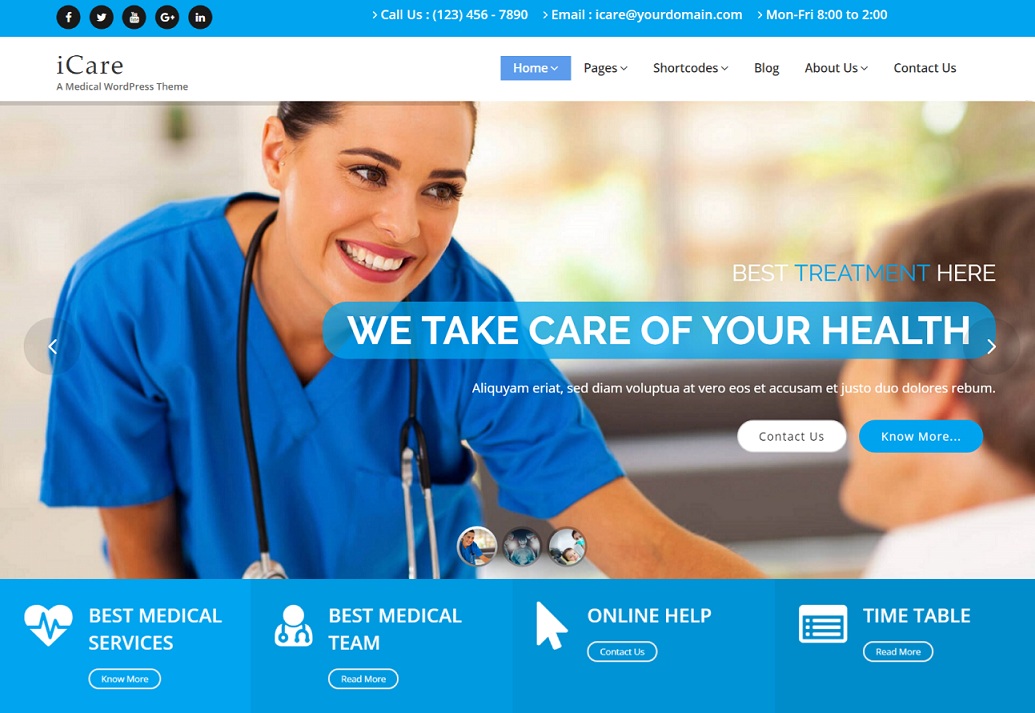 Call Us : (123) 456 - 7890 Email : icare@yourdomain.com Mon-Fri 8:00 to 2:00
iCare
A Medical WordPress Theme
Home Pages Shortcodes Blog About Us Contact Us
BEST TREATMENT HERE
WE TAKE CARE OF YOUR HEALTH
Aliquyam eriat, sed diam voluptua at vero eos et accusam et justo duo dolores rebum.
Contact Us Know More...
BEST MEDICAL
SERVICES
Know More
BEST MEDICAL
TEAM
Read More
ONLINE HELP
Contact Us
TIME TABLE
Read More